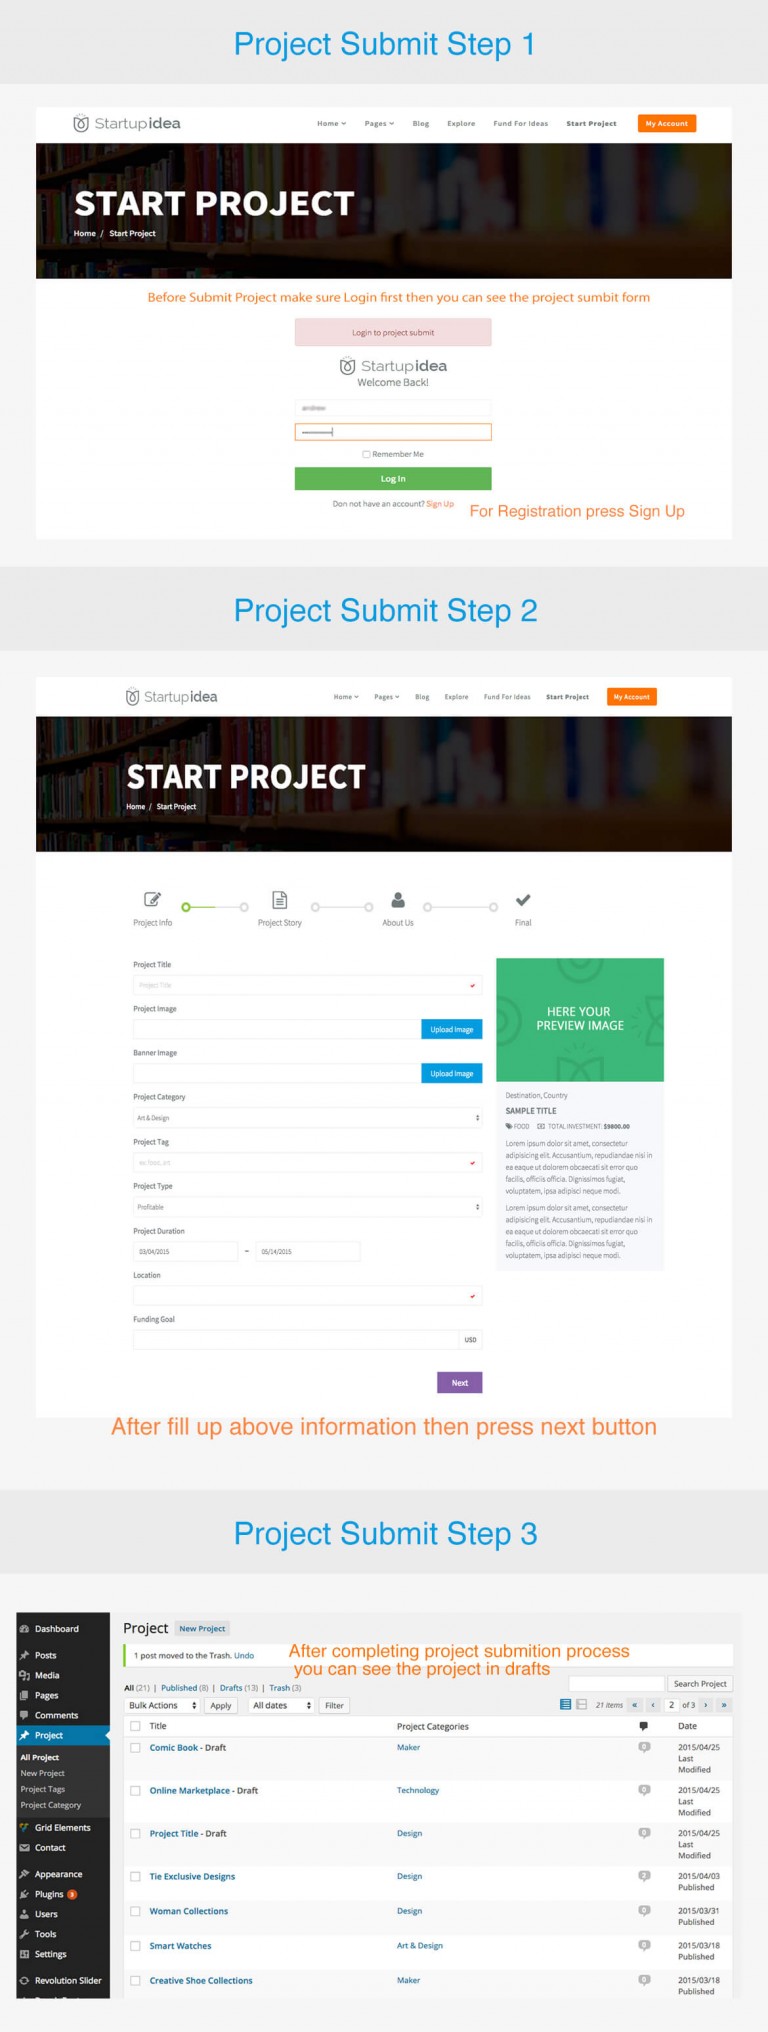 Project Submit Step 1
Startupidea
Home Pages Blog Explore Fund For Ideas Start Project My Account
START PROJECT
Home / Start Project
Before Submit Project make sure Login first then you can see the project sumbit form
Login to project submit
Startupidea
Welcome Back!
andrew
Remember Me
Log In
Don not have an account? Sign Up
For Registration press Sign Up
Project Submit Step 2
Startupidea
Home Pages Blog Explore Fund For Ideas Start Project My Account
START PROJECT
Home / Start Project
Project Info Project Story About Us Final
Project Title
Project Title
Project Image
Upload Image
Banner Image
Upload Image
Project Category
Art & Design
Project Tag
ex: food, art
Project Type
Profitable
Project Duration
03/04/2015 - 05/14/2015
Location
Funding Goal
USD
Next
HERE YOUR
PREVIEW IMAGE
Destination, Country
SAMPLE TITLE
FOOD TOTAL INVESTMENT: $9800.00
Lorem ipsum dolor sit amet, consectetur
adipisicing elit. Accusantium, repudiandae nisi in
ea eaque ut dolorem obcaecati sit error quo
facilis, officiis officia. Dignissimos fugiat,
voluptatem, ipsa adipisci neque modi.
Lorem ipsum dolor sit amet, consectetur
adipisicing elit. Accusantium, repudiandae nisi in
ea eaque ut dolorem obcaecati sit error quo
facilis, officiis officia. Dignissimos fugiat,
voluptatem, ipsa adipisci neque modi.
After fill up above information then press next button
Project Submit Step 3
Dashboard
Posts
Media
Pages
Comments
Project
All Project
New Project
Project Tags
Project Category
Grid Elements
Contact
Appearance
Plugins 3
Users
Tools
Settings
Revolution Slider
Project New Project
1 post moved to the Trash. Undo
After completing project submition process
you can see the project in drafts
All (21) | Published (8) | Drafts (13) | Trash (3)
Search Project
Bulk Actions Apply All dates Filter 21 items « ‹ 2 of 3 › »
Title Project Categories Date
Comic Book - Draft Maker 0 2015/04/25
Last
Modified
Online Marketplace - Draft Technology 0 2015/04/25
Last
Modified
Project Title - Draft Design 0 2015/04/25
Last
Modified
Tie Exclusive Designs Design 2 2015/04/03
Published
Woman Collections Design 0 2015/03/31
Published
Smart Watches Art & Design 0 2015/03/18
Published
Creative Shoe Collections Maker 0 2015/03/18
Published